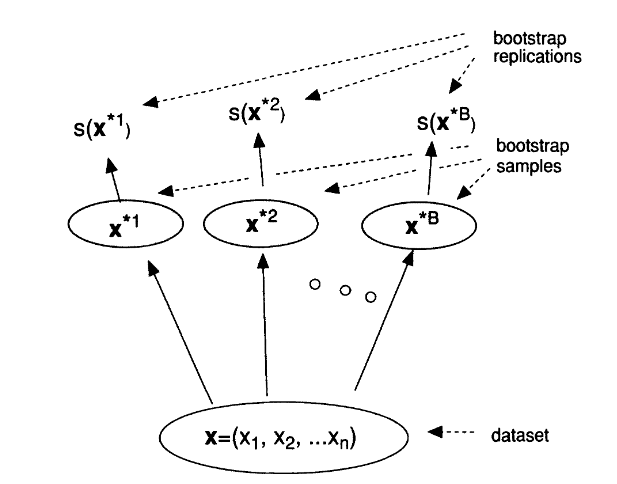 bootstrap
replications
s(x*1)
s(x*2)
s(x*B)
bootstrap
samples
x*1
x*2
x*B
x=(x1, x2, ...xn)
dataset